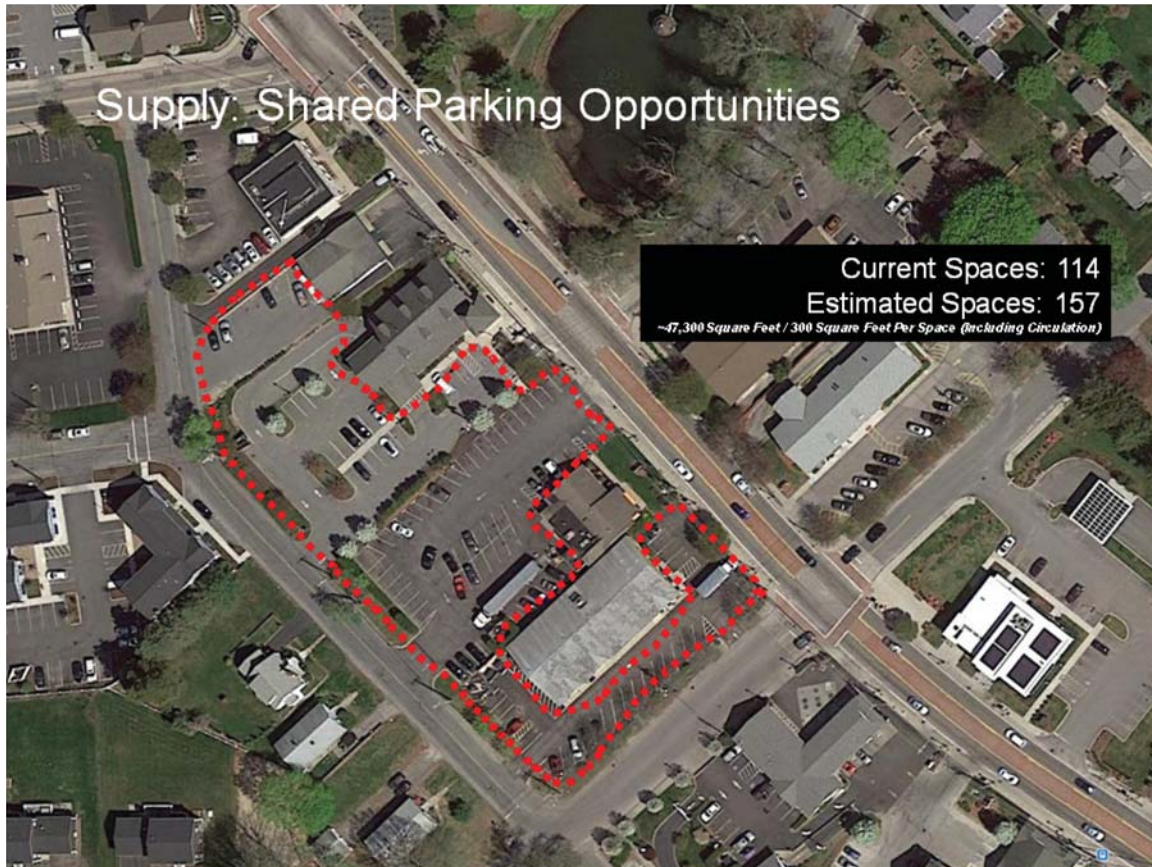 Supply: Shared Parking Opportunities
Current Spaces: 114
Estimated Spaces: 157
~47,300 Square Feet / 300 Square Feet Per Space (Including Circulation)